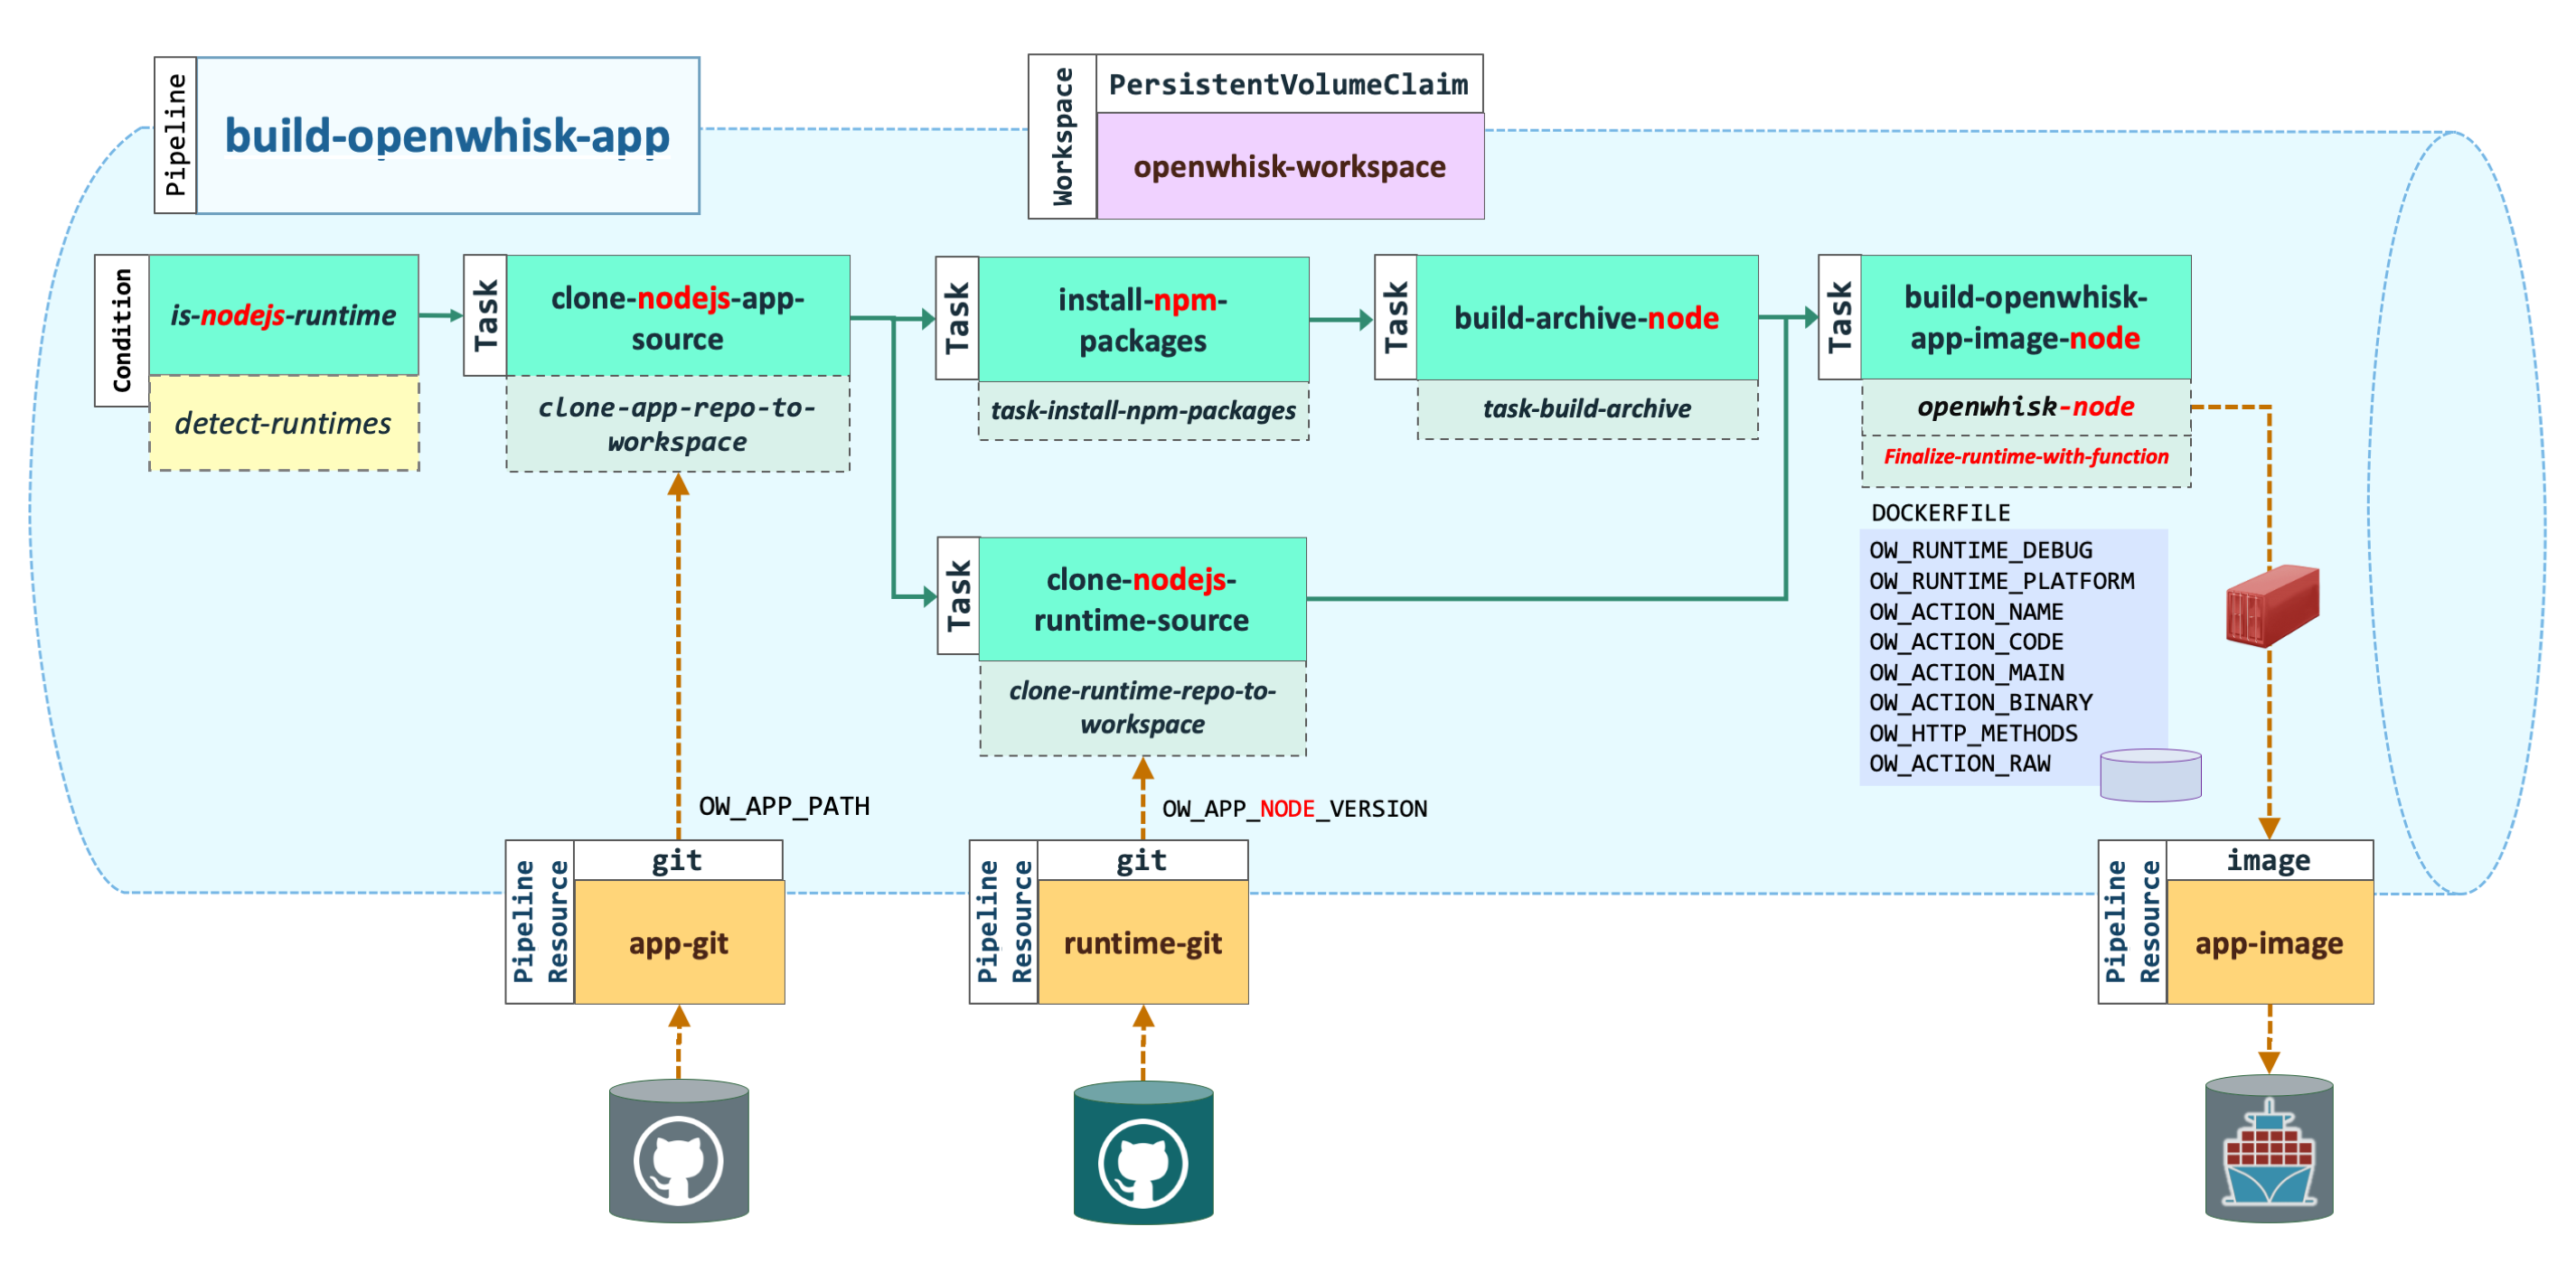 Pipeline
build-openwhisk-app
Workspace
PersistentVolumeClaim
openwhisk-workspace
Condition
is-nodejs-runtime
detect-runtimes
Task
clone-nodejs-app-
source
clone-app-repo-to-
workspace
Task
install-npm-
packages
task-install-npm-packages
Task
build-archive-node
task-build-archive
Task
build-openwhisk-
app-image-node
openwhisk-node
Finalize-runtime-with-function
DOCKERFILE
OW_RUNTIME_DEBUG
OW_RUNTIME_PLATFORM
OW_ACTION_NAME
OW_ACTION_CODE
OW_ACTION_MAIN
OW_ACTION_BINARY
OW_HTTP_METHODS
OW_ACTION_RAW
Task
clone-nodejs-
runtime-source
clone-runtime-repo-to-
workspace
OW_APP_PATH
OW_APP_NODE_VERSION
Pipeline
Resource
git
app-git
Pipeline
Resource
git
runtime-git
Pipeline
Resource
image
app-image